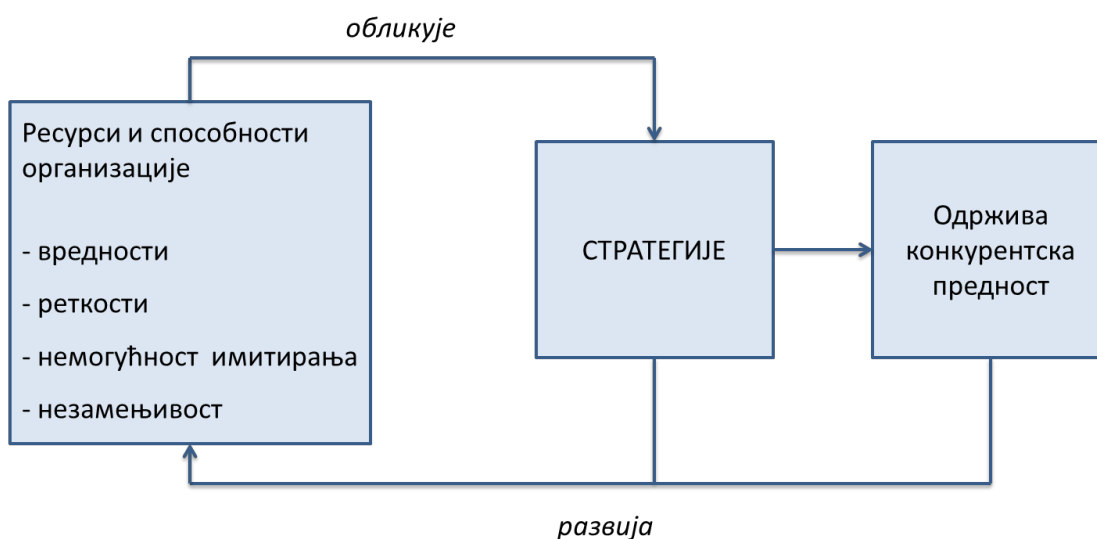 обликује
Ресурси и способности
организације
- вредности
- реткости
- немогућност имитирања
- незамењивост
СТРАТЕГИЈЕ
Одржива
конкурентска
предност
развија